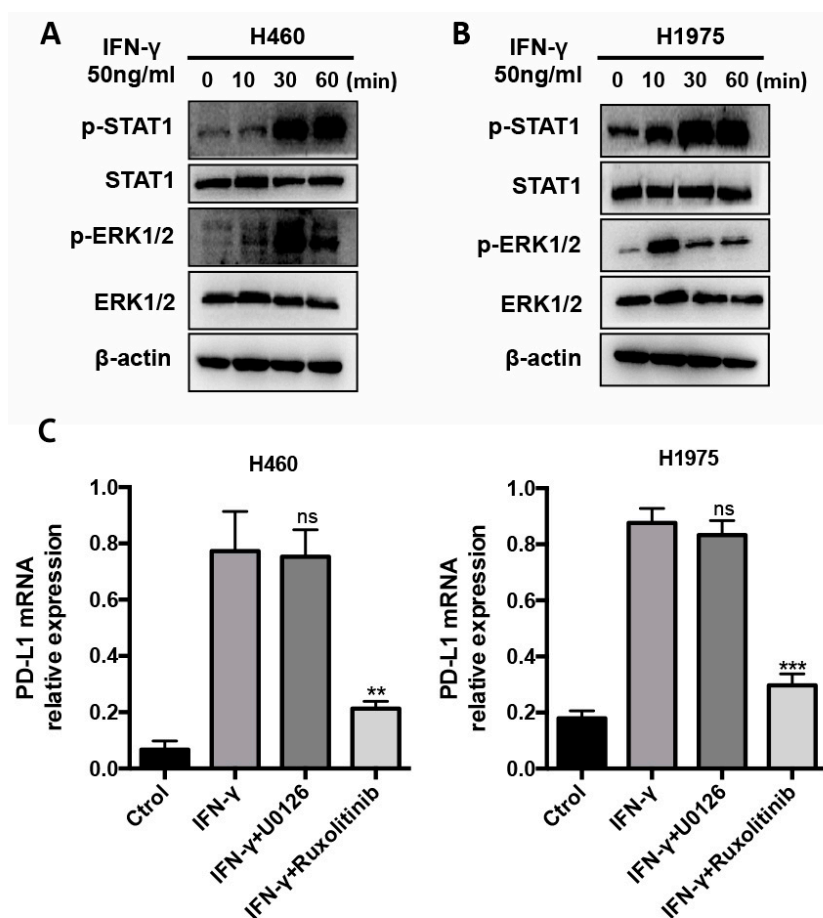 A
IFN-γ
50ng/ml
H460
0 10 30 60 (min)
p-STAT1
STAT1
p-ERK1/2
ERK1/2
β-actin
B
IFN-γ
50ng/ml
H1975
0 10 30 60 (min)
p-STAT1
STAT1
p-ERK1/2
ERK1/2
β-actin
C
H460
PD-L1 mRNA
relative expression
1.0
0.8
0.6
0.4
0.2
0.0
ns
**
Ctrol
IFN-γ
IFN-γ+U0126
IFN-γ+Ruxolitinib
H1975
PD-L1 mRNA
relative expression
1.0
0.8
0.6
0.4
0.2
0.0
ns
***
Ctrol
IFN-γ
IFN-γ+U0126
IFN-γ+Ruxolitinib